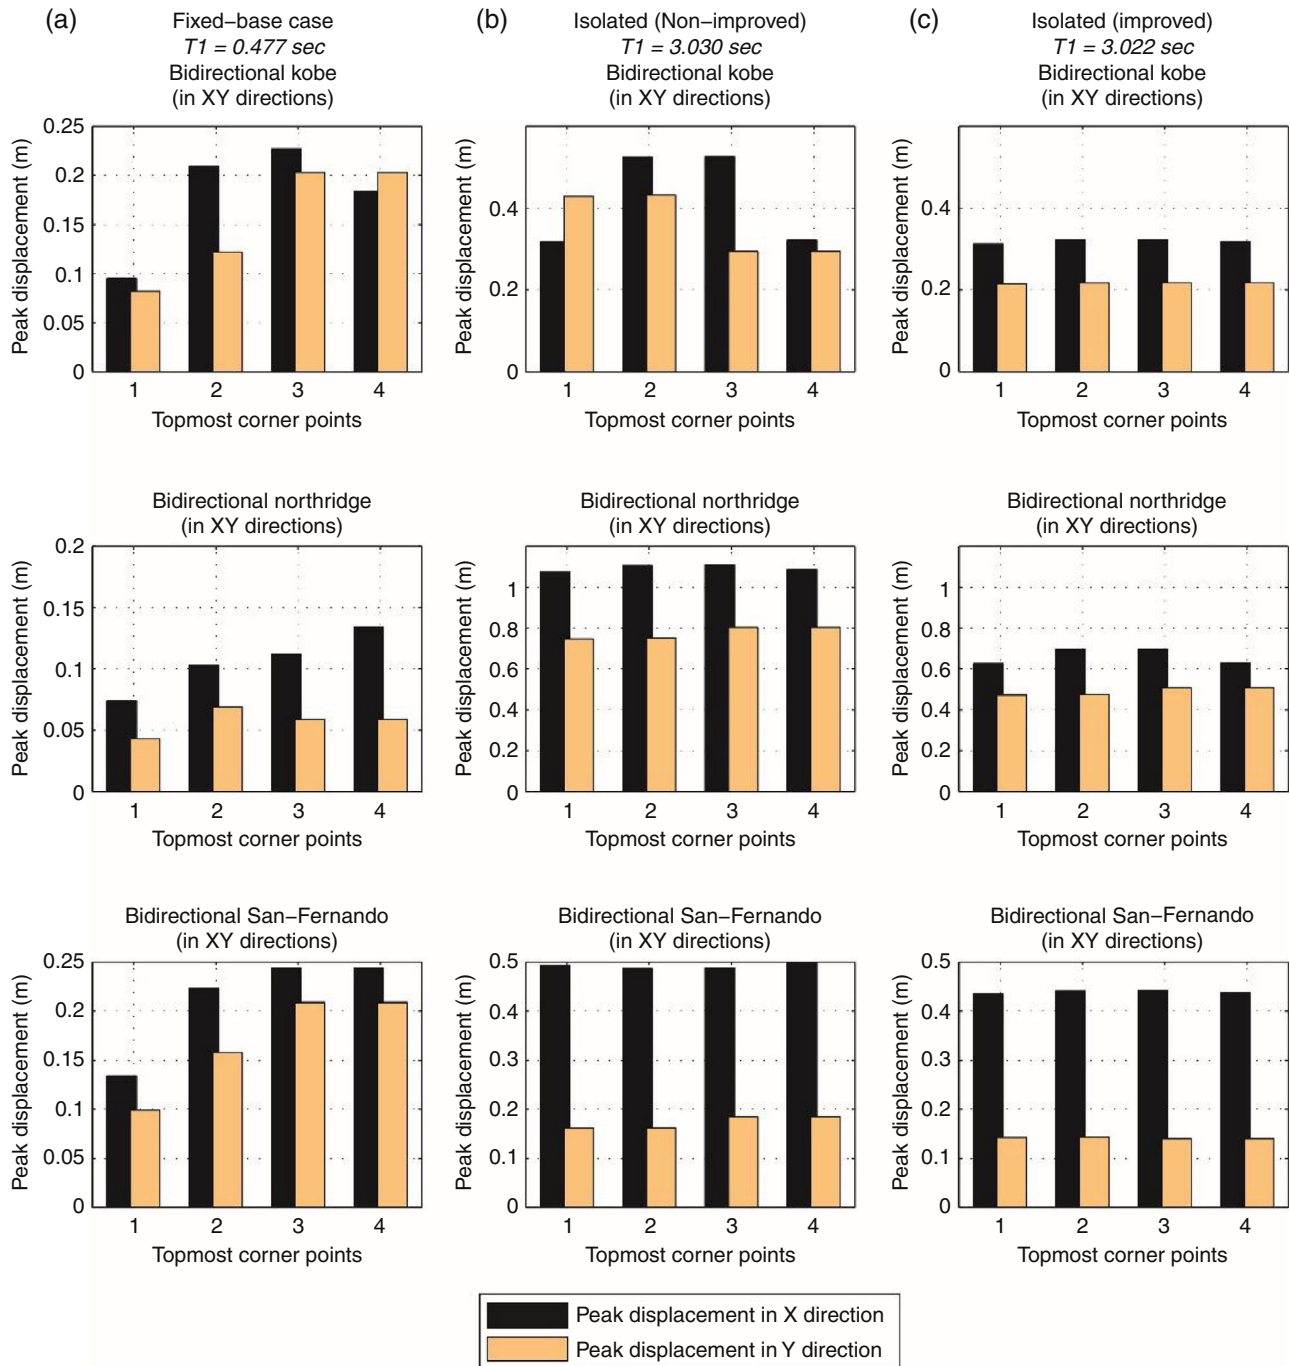 (a)
Fixed–base case
T1 = 0.477 sec
Bidirectional kobe
(in XY directions)
Peak displacement (m)
0.25
0.2
0.15
0.1
0.05
0
1 2 3 4
Topmost corner points
(b)
Isolated (Non–improved)
T1 = 3.030 sec
Bidirectional kobe
(in XY directions)
Peak displacement (m)
0.4
0.2
0
1 2 3 4
Topmost corner points
(c)
Isolated (improved)
T1 = 3.022 sec
Bidirectional kobe
(in XY directions)
Peak displacement (m)
0.4
0.2
0
1 2 3 4
Topmost corner points
Bidirectional northridge
(in XY directions)
Peak displacement (m)
0.2
0.15
0.1
0.05
0
1 2 3 4
Topmost corner points
Bidirectional northridge
(in XY directions)
Peak displacement (m)
1
0.8
0.6
0.4
0.2
0
1 2 3 4
Topmost corner points
Bidirectional northridge
(in XY directions)
Peak displacement (m)
1
0.8
0.6
0.4
0.2
0
1 2 3 4
Topmost corner points
Bidirectional San–Fernando
(in XY directions)
Peak displacement (m)
0.25
0.2
0.15
0.1
0.05
0
1 2 3 4
Topmost corner points
Bidirectional San–Fernando
(in XY directions)
Peak displacement (m)
0.5
0.4
0.3
0.2
0.1
0
1 2 3 4
Topmost corner points
Bidirectional San–Fernando
(in XY directions)
Peak displacement (m)
0.5
0.4
0.3
0.2
0.1
0
1 2 3 4
Topmost corner points
Peak displacement in X direction
Peak displacement in Y direction